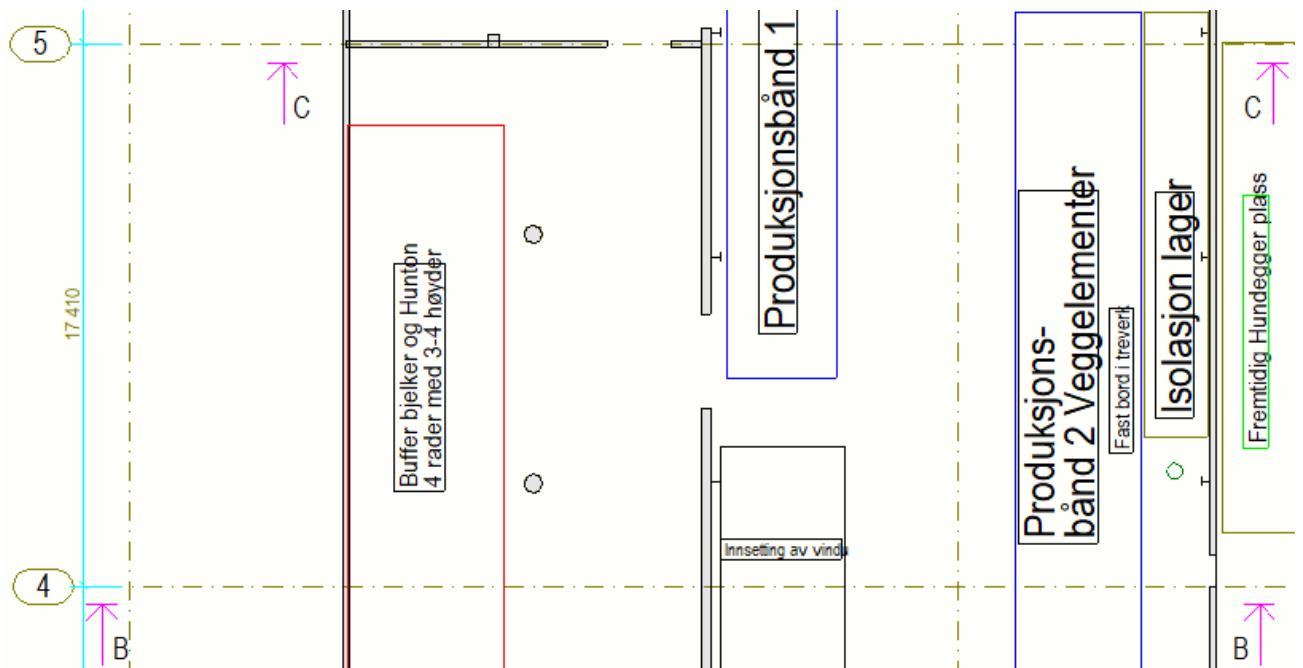 5
C
C
17 410
Buffer bjelker og Hunton
4 rader med 3-4 høyder
Produksjonsbånd 1
Produksjons-
bånd 2 Veggelementer
Fast bord i treverk
Isolasjon lager
Fremtidig Hundegger plass
Innsetting av vindu
4
B
B